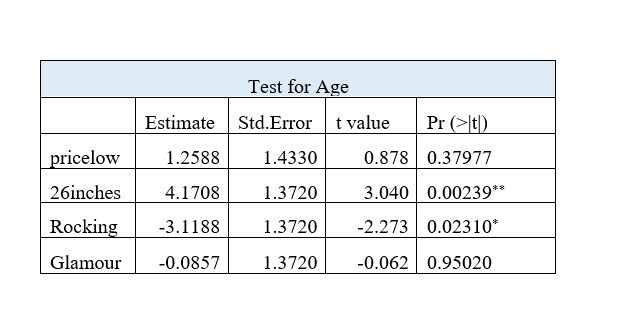 Test for Age
Estimate Std.Error t value Pr (>|t|)
pricelow 1.2588 1.4330 0.878 0.37977
26inches 4.1708 1.3720 3.040 0.00239**
Rocking -3.1188 1.3720 -2.273 0.02310*
Glamour -0.0857 1.3720 -0.062 0.95020